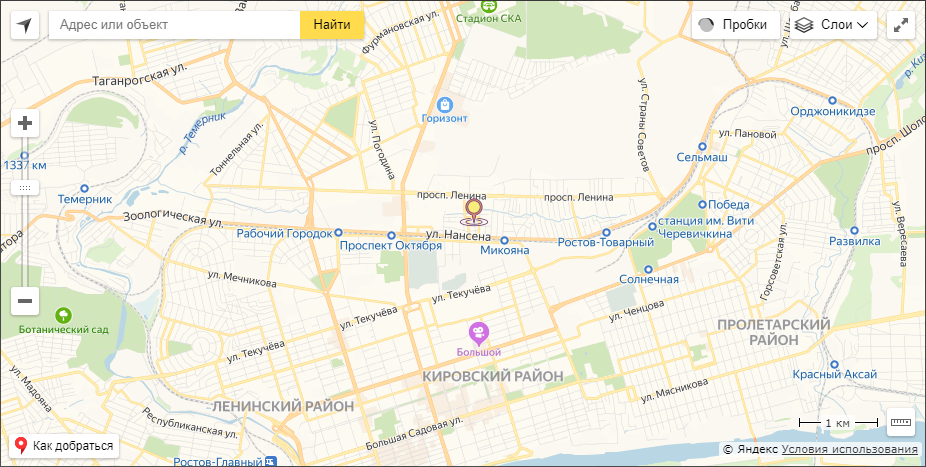 Адрес или объект
Найти
Пробки
Слои
Стадион СКА
Фурмановская ул.
Таганрогская ул.
р. Темерник
Тоннельная ул.
ул. Погодина
Горизонт
ул. Страны Советов
Орджоникидзе
ул. Пановой
просп. Шоло
Сельмаш
1337 км
Темерник
просп. Ленина
просп. Ленина
Зоологическая ул.
Победа
станция им. Вити
Черевичкина
ул. Вересаева
Рабочий Городок
Проспект Октября
ул. Нансена
Микояна
Ростов-Товарный
Развилка
Солнечная
Горсоветская ул.
ул. Мечникова
ул. Текучёва
ул. Текучёва
ул. Текучёва
ул. Ченцова
Ботанический сад
Большой
ПРОЛЕТАРСКИЙ
РАЙОН
КИРОВСКИЙ РАЙОН
Красный Аксай
ул. Мадояна
ЛЕНИНСКИЙ РАЙОН
ул. Мясникова
Республиканская ул.
Большая Садовая ул.
1 км
Как добраться
Ростов-Главный
© Яндекс Условия использования